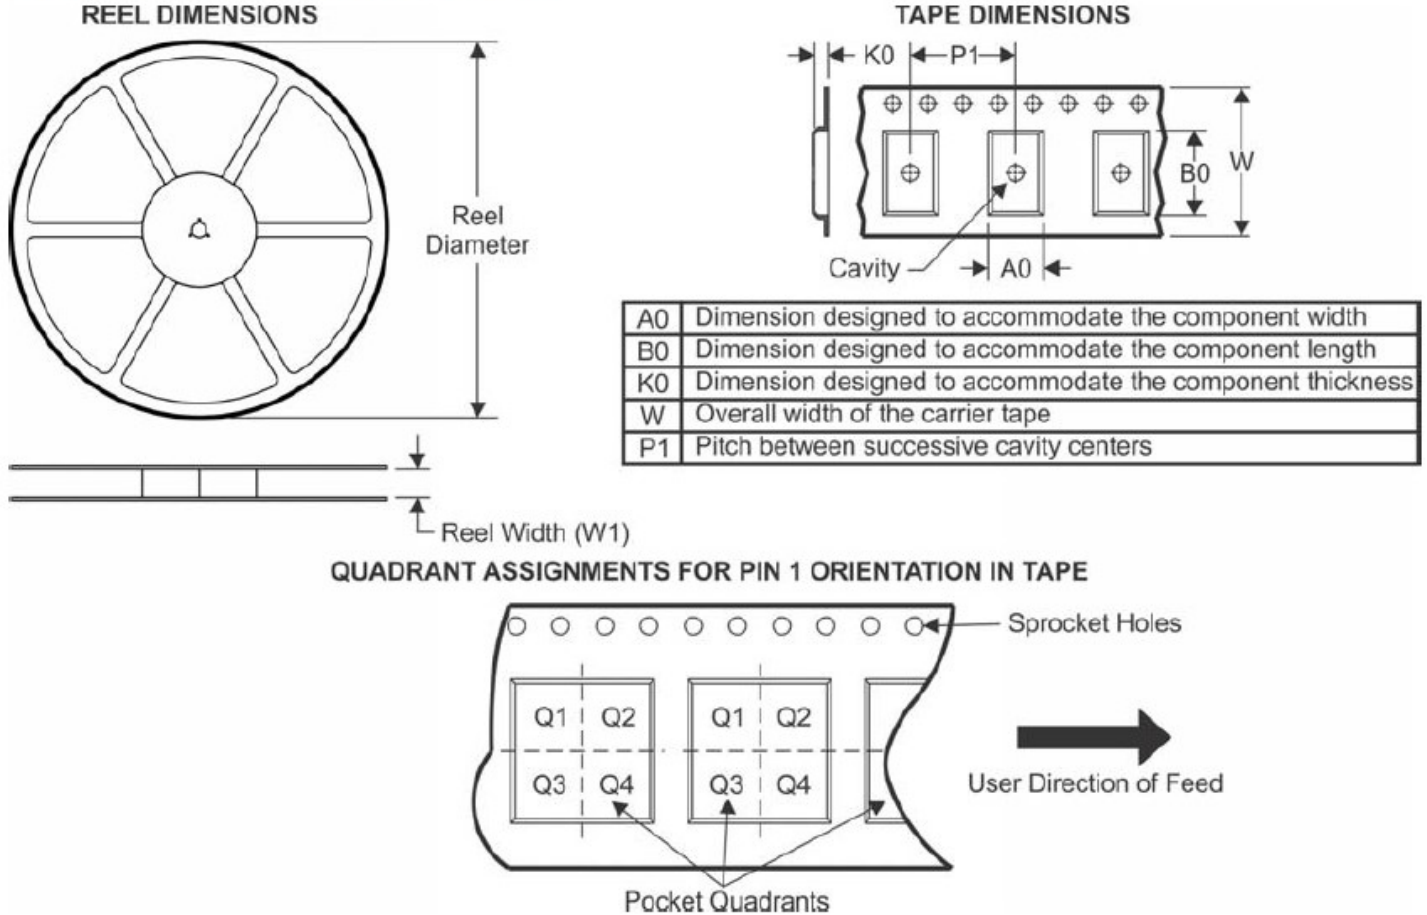 REEL DIMENSIONS
Reel
Diameter
Reel Width (W1)
TAPE DIMENSIONS
K0
P1
B0
W
Cavity
A0
A0 Dimension designed to accommodate the component width
B0 Dimension designed to accommodate the component length
K0 Dimension designed to accommodate the component thickness
W Overall width of the carrier tape
P1 Pitch between successive cavity centers
QUADRANT ASSIGNMENTS FOR PIN 1 ORIENTATION IN TAPE
Sprocket Holes
Q1 Q2 Q1 Q2
Q3 Q4 Q3 Q4
User Direction of Feed
Pocket Quadrants